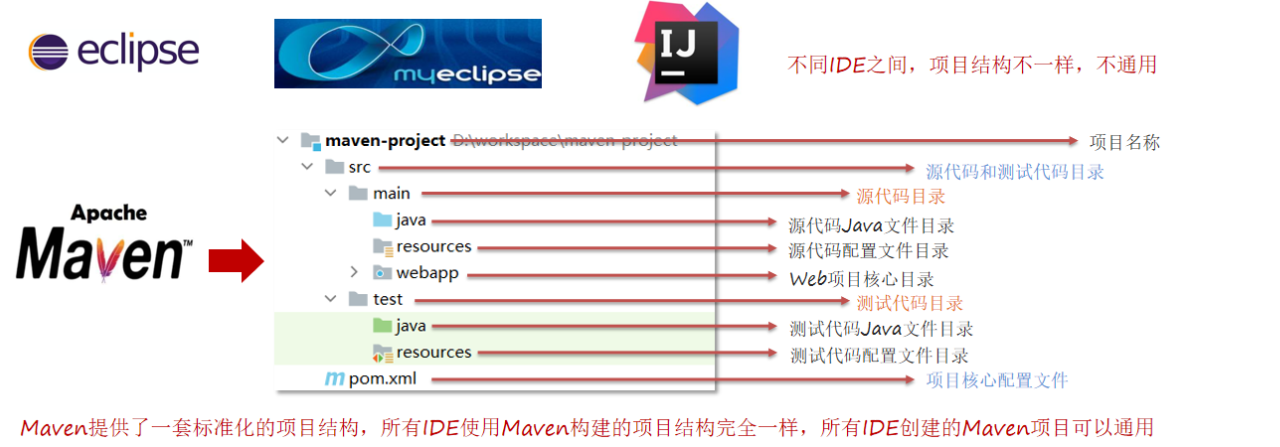 eclipse
myeclipse
IJ
不同IDE之间，项目结构不一样，不通用
maven-project D:\workspace\maven-project 项目名称
src 源代码和测试代码目录
main 源代码目录
java 源代码Java文件目录
resources 源代码配置文件目录
webapp Web项目核心目录
test 测试代码目录
java 测试代码Java文件目录
resources 测试代码配置文件目录
m pom.xml 项目核心配置文件
Apache
Maven™
Maven提供了一套标准化的项目结构，所有IDE使用Maven构建的项目结构完全一样，所有IDE创建的Maven项目可以通用